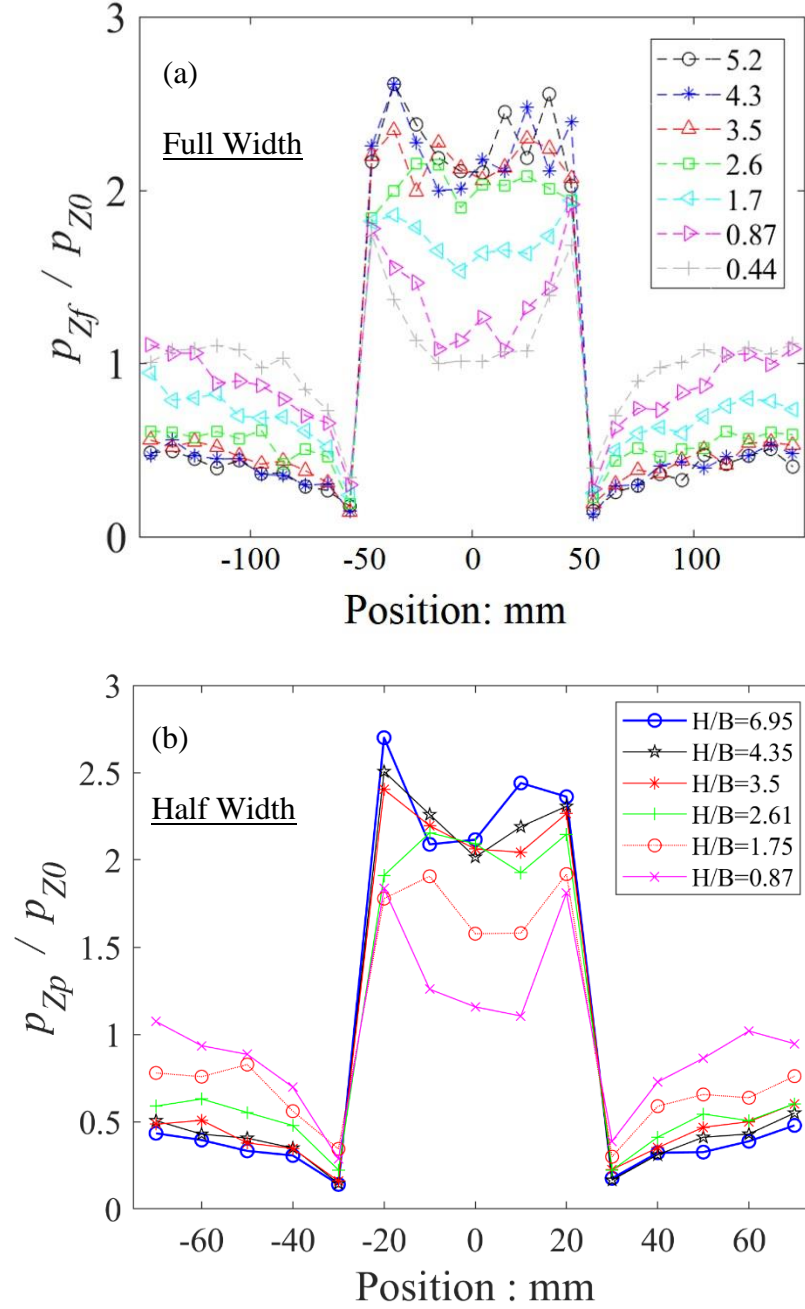 3
(a)
Full Width
2
1
0
p_Zf / p_Z0
5.2
4.3
3.5
2.6
1.7
0.87
0.44
-100 -50 0 50 100
Position: mm
3
(b)
Half Width
2.5
2
1.5
1
0.5
0
p_Zp / p_Z0
H/B=6.95
H/B=4.35
H/B=3.5
H/B=2.61
H/B=1.75
H/B=0.87
-60 -40 -20 0 20 40 60
Position : mm